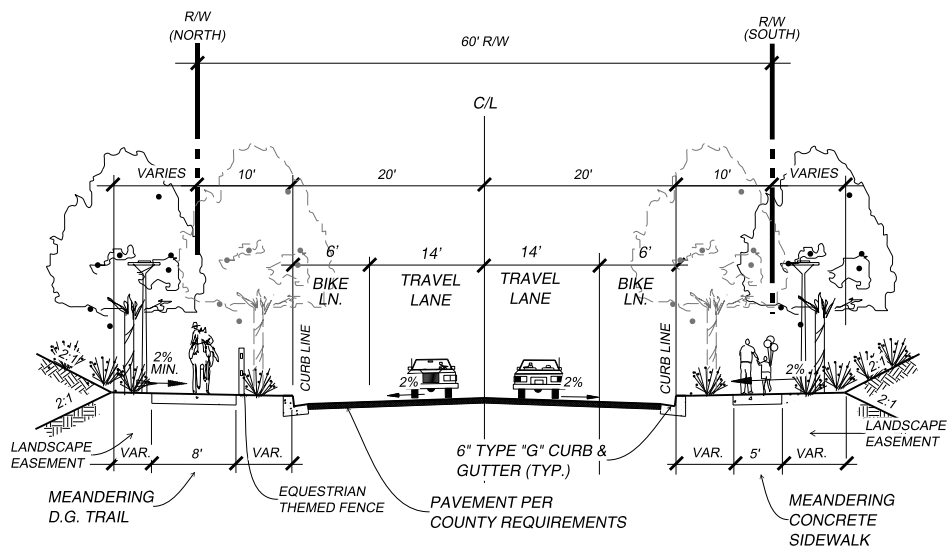 R/W
(NORTH)
R/W
(SOUTH)
60' R/W
C/L
VARIES
10'
20'
20'
10'
VARIES
6'
14'
14'
6'
BIKE
LN.
TRAVEL
LANE
TRAVEL
LANE
BIKE
LN.
CURB LINE
CURB LINE
2:1
2:1
2%
MIN.
2%
2%
2%
2:1
2:1
LANDSCAPE
EASEMENT
LANDSCAPE
EASEMENT
VAR.
8'
VAR.
6" TYPE "G" CURB &
GUTTER (TYP.)
VAR.
5'
VAR.
MEANDERING
D.G. TRAIL
EQUESTRIAN
THEMED FENCE
PAVEMENT PER
COUNTY REQUIREMENTS
MEANDERING
CONCRETE
SIDEWALK